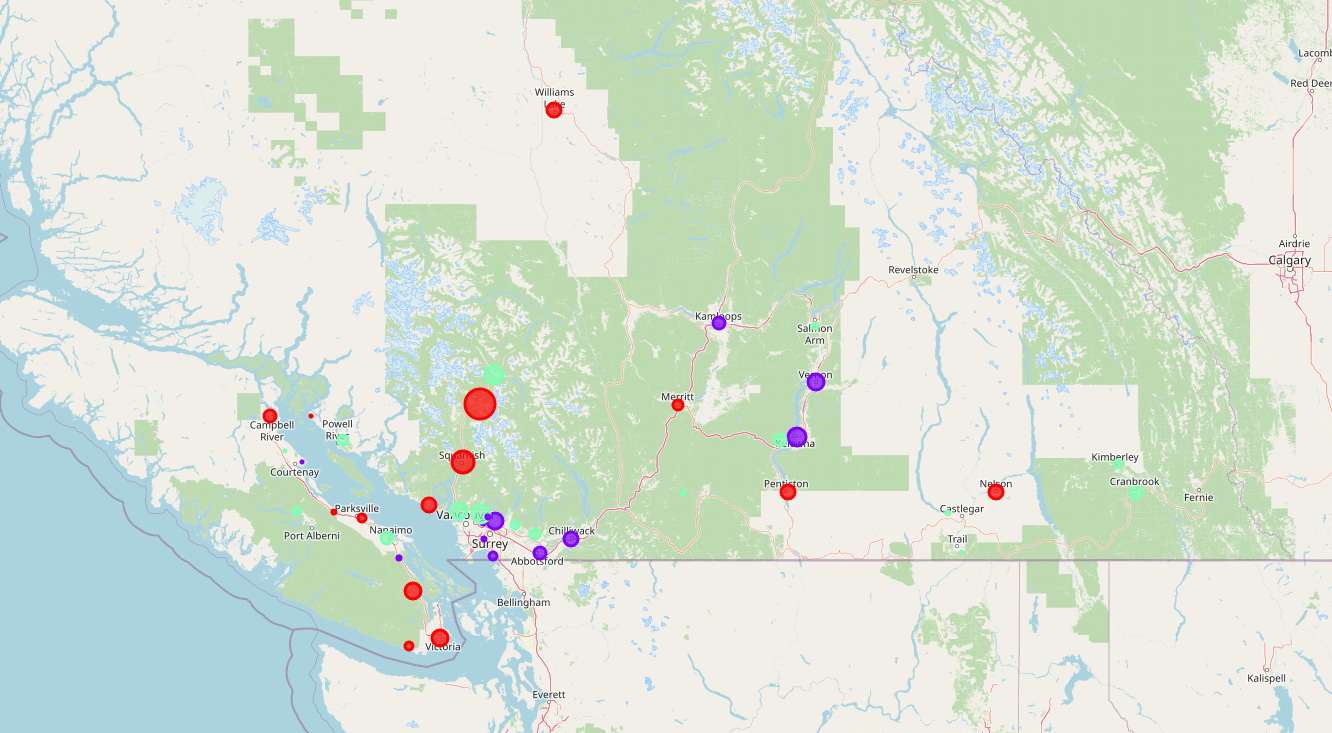 Lacomb
Red Deer
Williams
Lake
Airdrie
Calgary
Revelstoke
Kamloops
Salmon
Arm
Vernon
Merritt
Campbell
River
Powell
River
Kelowna
Squamish
Courtenay
Kimberley
Cranbrook
Penticton
Nelson
Fernie
Parksville
Castlegar
Port Alberni
Nanaimo
Vancouver
Surrey
Chilliwack
Abbotsford
Trail
Bellingham
Victoria
Kalispell
Everett